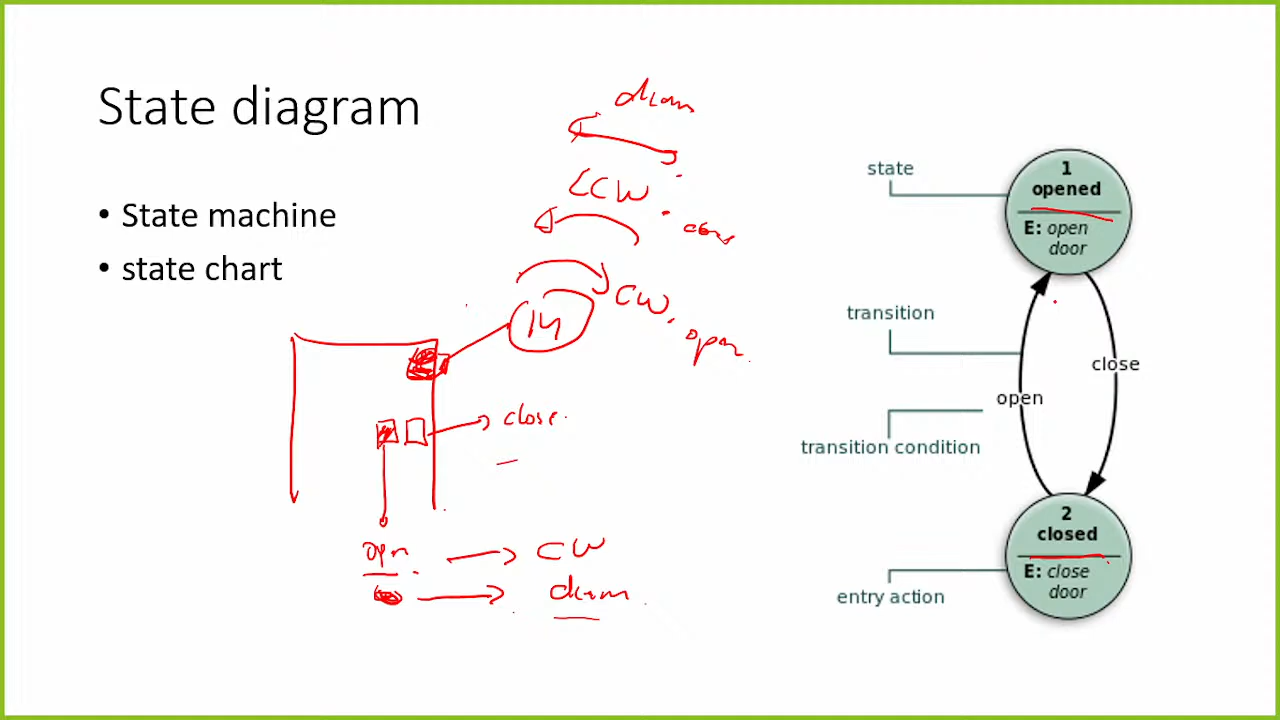 State diagram
• State machine
• state chart
CCW
CW, open
close
open
CW
state
1
opened
E: open
door
transition
close
open
transition condition
2
closed
E: close
door
entry action